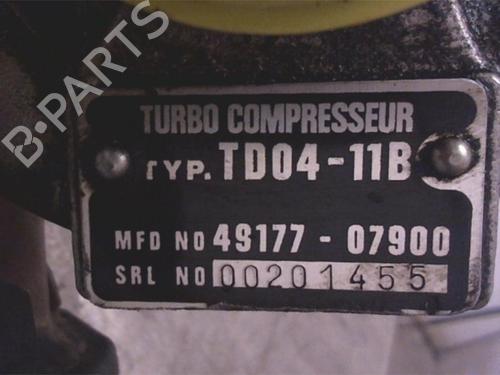 B-PARTS
TURBO COMPRESSEUR
TYP. TD04-11B
MFD NO 49177 - 07900
SRL NO 00201455